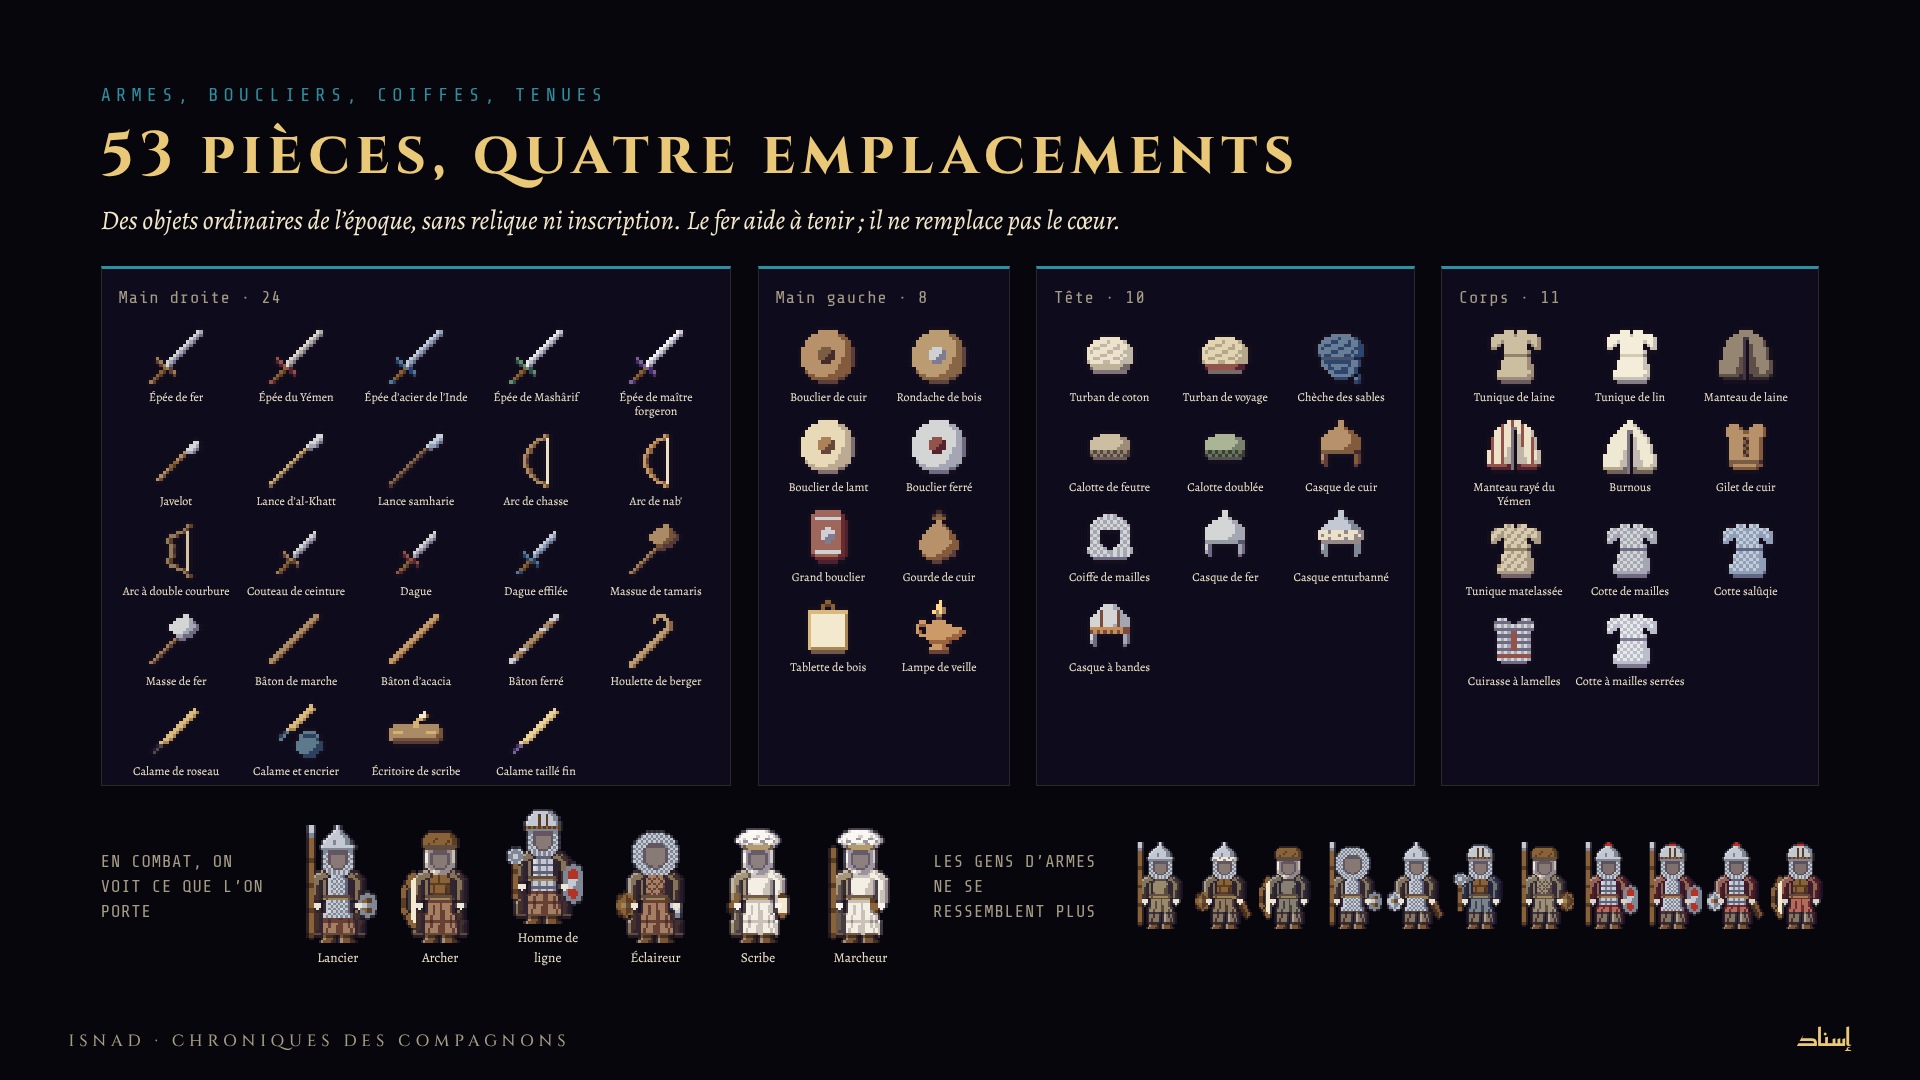 ARMES, BOUCLIERS, COIFFES, TENUES
53 PIÈCES, QUATRE EMPLACEMENTS
Des objets ordinaires de l'époque, sans relique ni inscription. Le fer aide à tenir ; il ne remplace pas le cœur.
Main droite · 24
Épée de fer
Épée du Yémen
Épée d'acier de l'Inde
Épée de Mashârif
Épée de maître
forgeron
Javelot
Lance d'al-Khatt
Lance samharie
Arc de chasse
Arc de nab'
Arc à double courbure
Couteau de ceinture
Dague
Dague effilée
Massue de tamaris
Masse de fer
Bâton de marche
Bâton d'acacia
Bâton ferré
Houlette de berger
Calame de roseau
Calame et encrier
Écritoire de scribe
Calame taillé fin
Main gauche · 8
Bouclier de cuir
Rondache de bois
Bouclier de lamt
Bouclier ferré
Grand bouclier
Gourde de cuir
Tablette de bois
Lampe de veille
Tête · 10
Turban de coton
Turban de voyage
Chèche des sables
Calotte de feutre
Calotte doublée
Casque de cuir
Coiffe de mailles
Casque de fer
Casque enturbanné
Casque à bandes
Corps · 11
Tunique de laine
Tunique de lin
Manteau de laine
Manteau rayé du
Yémen
Burnous
Gilet de cuir
Tunique matelassée
Cotte de mailles
Cotte salûqie
Cuirasse à lamelles
Cotte à mailles serrées
EN COMBAT, ON
VOIT CE QUE L'ON
PORTE
Lancier
Archer
Homme de
ligne
Éclaireur
Scribe
Marcheur
LES GENS D'ARMES
NE SE
RESSEMBLENT PLUS
ISNAD · CHRONIQUES DES COMPAGNONS
إسناد